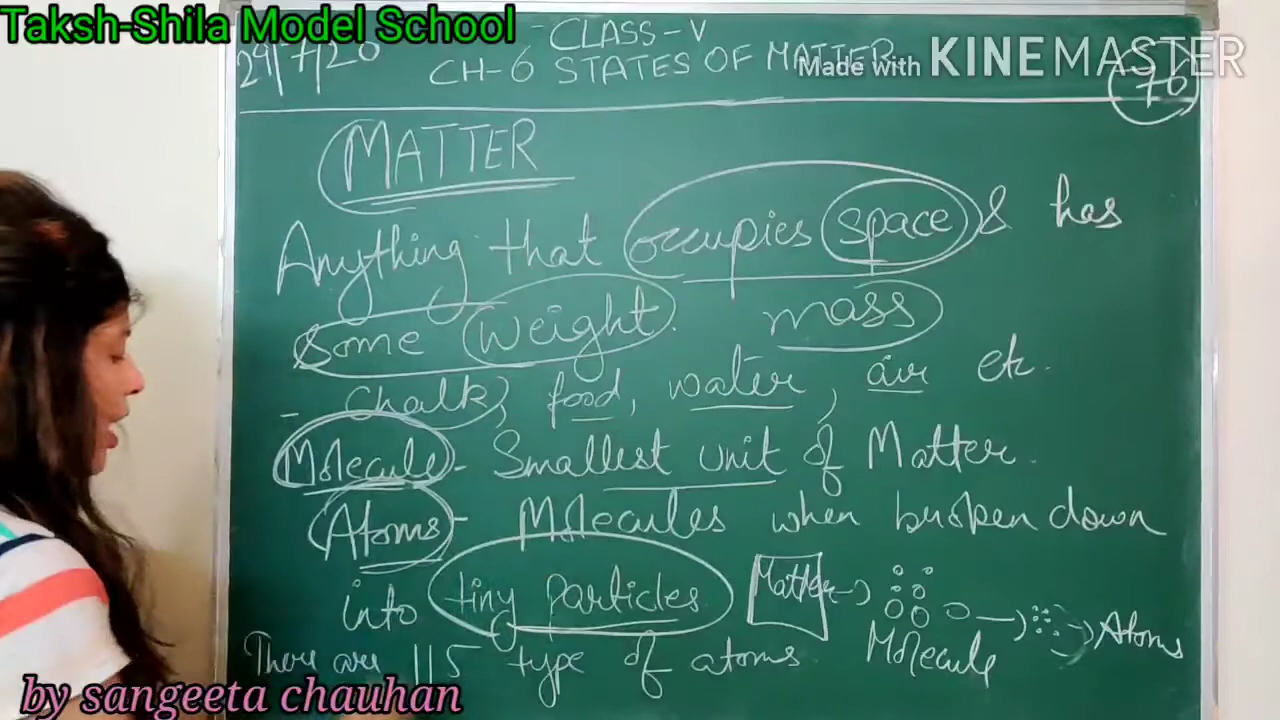 Taksh-Shila Model School
29/7/20
CLASS-V
CH-6 STATES OF MATTER
Made with KINEMASTER
76
MATTER
Anything that occupies space & has
some weight. mass
- Chalk, food, water, air etc.
Molecule - Smallest unit of Matter.
Atoms - Molecules when broken down
into tiny particles
Matter
Molecule
Atoms
There are 115 type of atoms.
by sangeeta chauhan